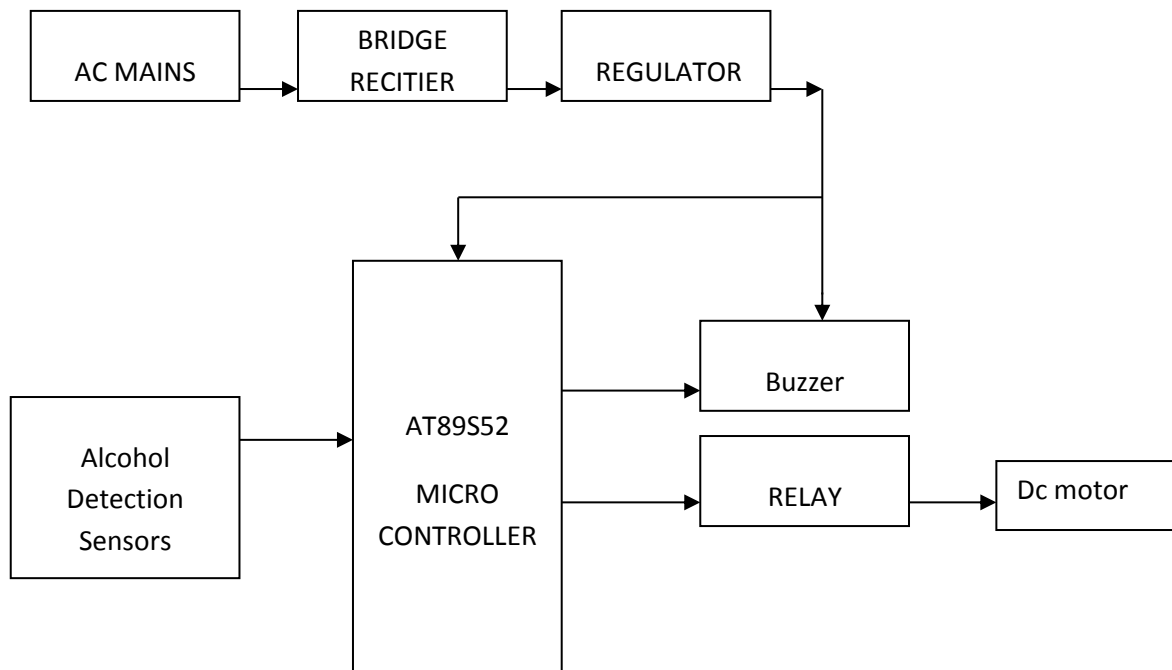 AC MAINS
BRIDGE
RECITIER
REGULATOR
Buzzer
AT89S52
MICRO
CONTROLLER
Alcohol
Detection
Sensors
RELAY
Dc motor